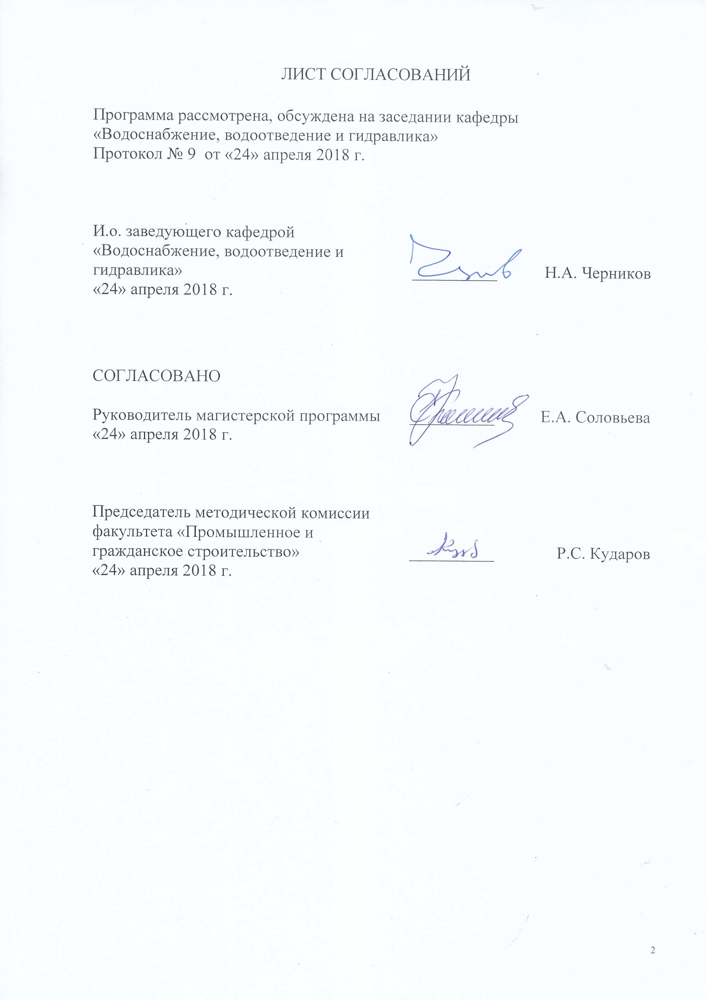 ЛИСТ СОГЛАСОВАНИЙ
Программа рассмотрена, обсуждена на заседании кафедры
«Водоснабжение, водоотведение и гидравлика»
Протокол № 9 от «24» апреля 2018 г.
И.о. заведующего кафедрой
«Водоснабжение, водоотведение и
гидравлика» Н.А. Черников
«24» апреля 2018 г.
СОГЛАСОВАНО
Руководитель магистерской программы Е.А. Соловьева
«24» апреля 2018 г.
Председатель методической комиссии
факультета «Промышленное и
гражданское строительство» Р.С. Кударов
«24» апреля 2018 г.
2